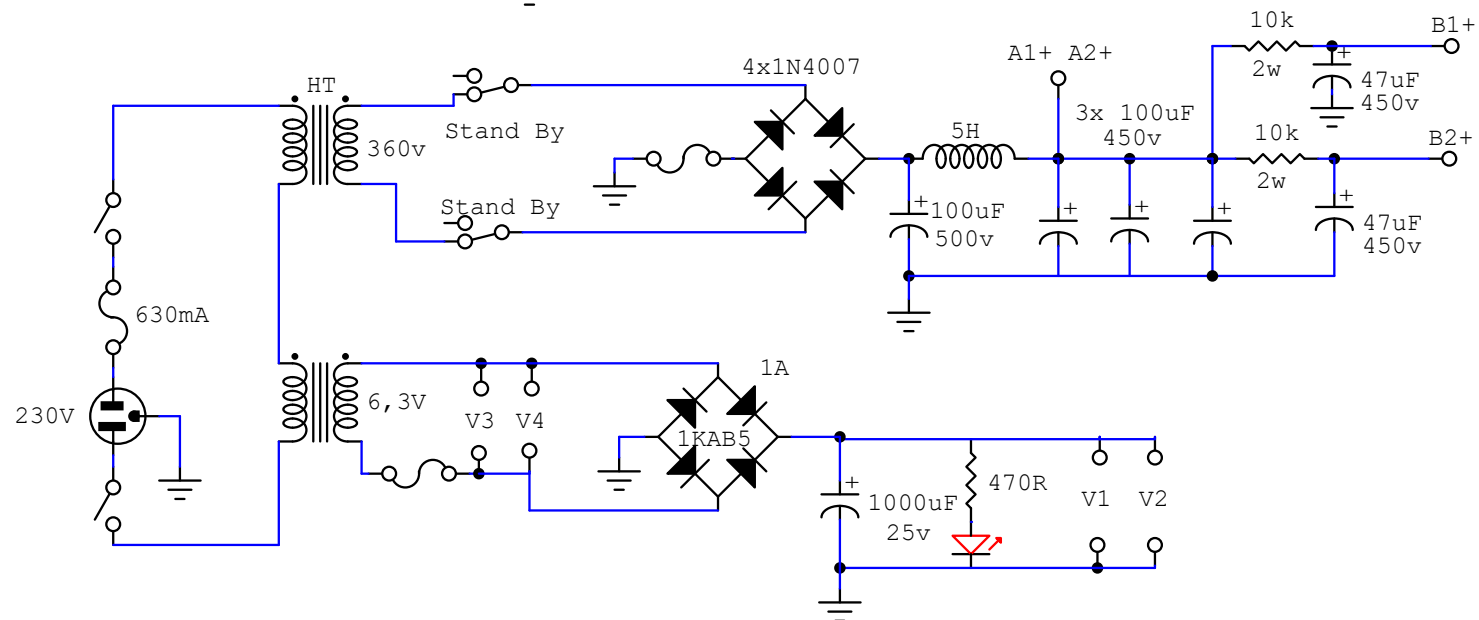 10k
B1+
A1+ A2+
2w
47uF
450v
4x1N4007
HT
3x 100uF
450v
Stand By
360v
5H
10k
B2+
2w
Stand By
100uF
500v
47uF
450v
630mA
1A
230V
6,3V
V3
V4
1KAB5
470R
1000uF
25v
V1
V2